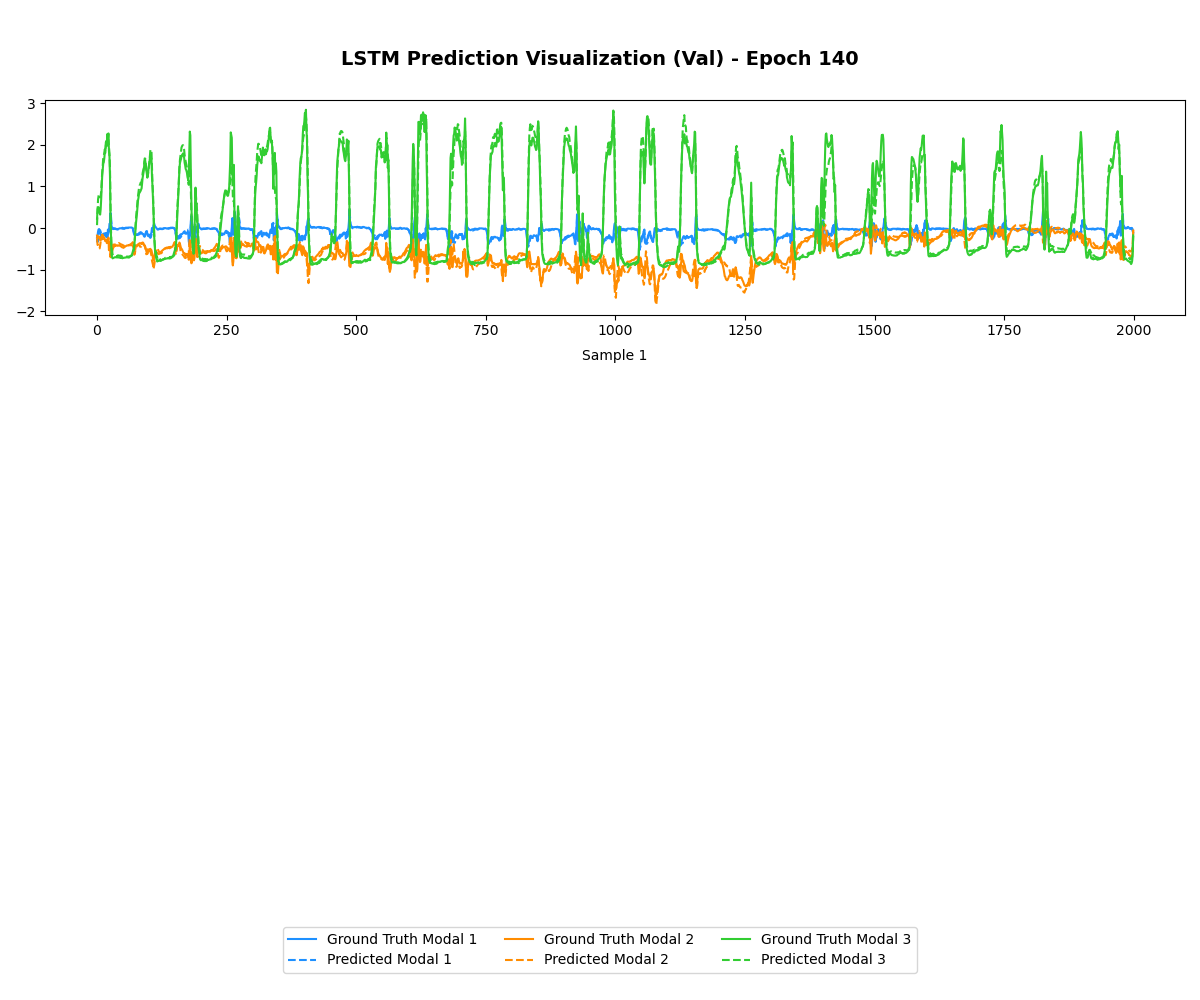 LSTM Prediction Visualization (Val) - Epoch 140
3
2
1
0
−1
−2
0 250 500 750 1000 1250 1500 1750 2000
Sample 1
Ground Truth Modal 1 Ground Truth Modal 2 Ground Truth Modal 3
Predicted Modal 1 Predicted Modal 2 Predicted Modal 3